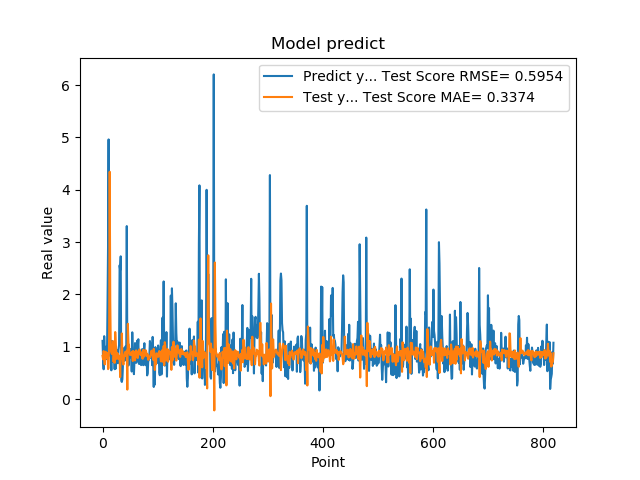 Model predict
Predict y... Test Score RMSE= 0.5954
Test y... Test Score MAE= 0.3374
Real value
6
5
4
3
2
1
0
0 200 400 600 800
Point